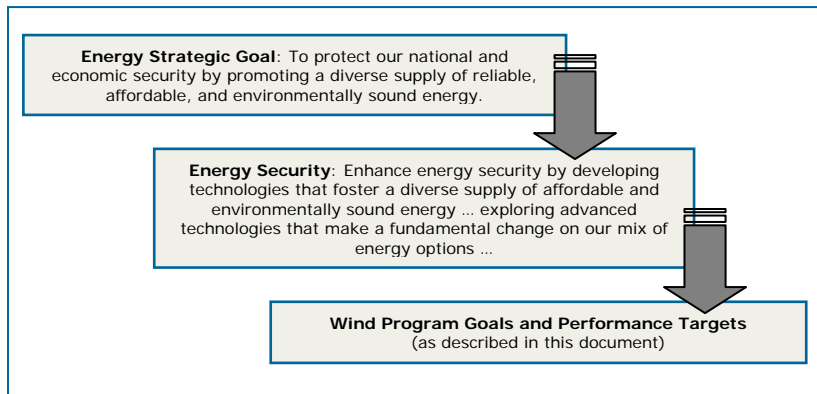 Energy Strategic Goal: To protect our national and
economic security by promoting a diverse supply of reliable,
affordable, and environmentally sound energy.
Energy Security: Enhance energy security by developing
technologies that foster a diverse supply of affordable and
environmentally sound energy ... exploring advanced
technologies that make a fundamental change on our mix of
energy options ...
Wind Program Goals and Performance Targets
(as described in this document)